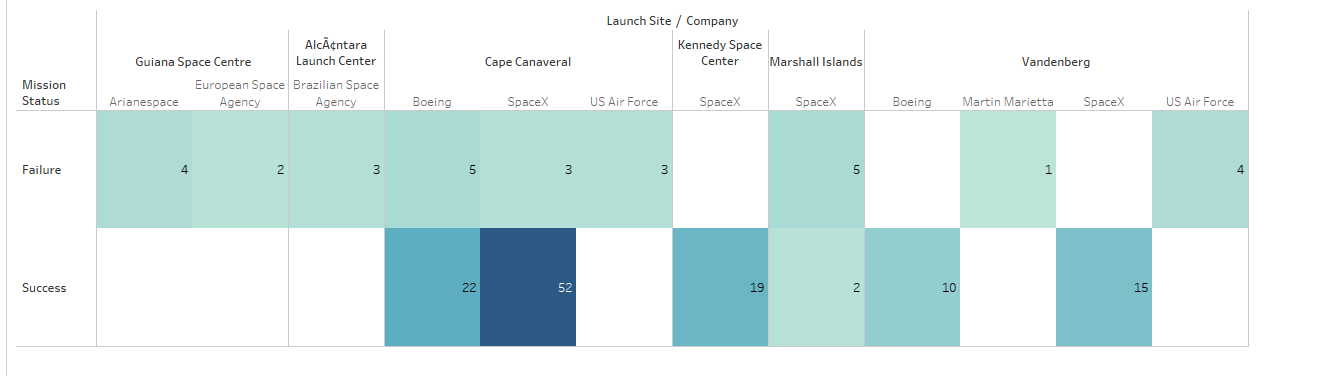 Launch Site / Company
Guiana Space Centre
AlcÃ¢ntara
Launch Center
Cape Canaveral
Kennedy Space
Center
Marshall Islands
Vandenberg
Mission
Status
Arianespace
European Space
Agency
Brazilian Space
Agency
Boeing
SpaceX
US Air Force
SpaceX
SpaceX
Boeing
Martin Marietta
SpaceX
US Air Force
Failure 4 2 3 5 3 3 5 1 4
Success 22 52 19 2 10 15